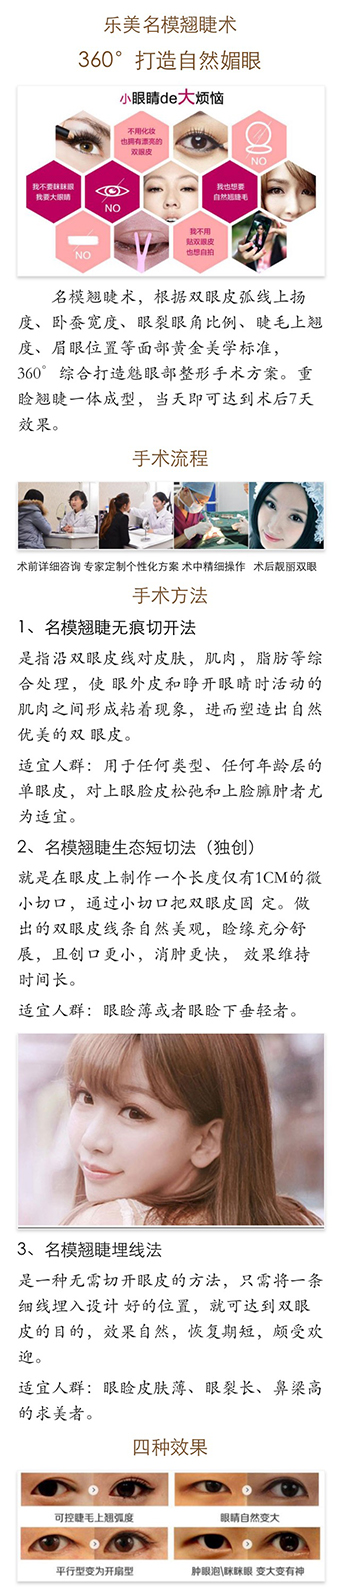 乐美名模翘睫术
360°打造自然媚眼
小眼睛de大烦恼
不用化妆
也拥有漂亮的
双眼皮
NO
我不要眯眯眼
我要大眼睛
NO
我也想要
自然翘睫毛
NO
我不用
贴双眼皮
也想自拍
名模翘睫术，根据双眼皮弧线上扬
度、卧蚕宽度、眼裂眼角比例、睫毛上翘
度、眉眼位置等面部黄金美学标准，
360°综合打造魅眼部整形手术方案。重
睑翘睫一体成型，当天即可达到术后7天
效果。
手术流程
术前详细咨询 专家定制个性化方案 术中精细操作 术后靓丽双眼
手术方法
1、名模翘睫无痕切开法
是指沿双眼皮线对皮肤，肌肉，脂肪等综
合处理，使 眼外皮和睁开眼睛时活动的
肌肉之间形成粘着现象，进而塑造出自然
优美的双 眼皮。
适宜人群：用于任何类型、任何年龄层的
单眼皮，对上眼脸皮松弛和上脸臃肿者尤
为适宜。
2、名模翘睫生态短切法（独创）
就是在眼皮上制作一个长度仅有1CM的微
小切口，通过小切口把双眼皮固 定。做
出的双眼皮线条自然美观，睑缘充分舒
展，且创口更小，消肿更快， 效果维持
时间长。
适宜人群：眼睑薄或者眼睑下垂轻者。
3、名模翘睫埋线法
是一种无需切开眼皮的方法，只需将一条
细线埋入设计 好的位置，就可达到双眼
皮的目的，效果自然，恢复期短，颇受欢
迎。
适宜人群：眼睑皮肤薄、眼裂长、鼻梁高
的求美者。
四种效果
可控睫毛上翘弧度
眼睛自然变大
平行型变为开扇型
肿眼泡\眯眯眼 变大变有神